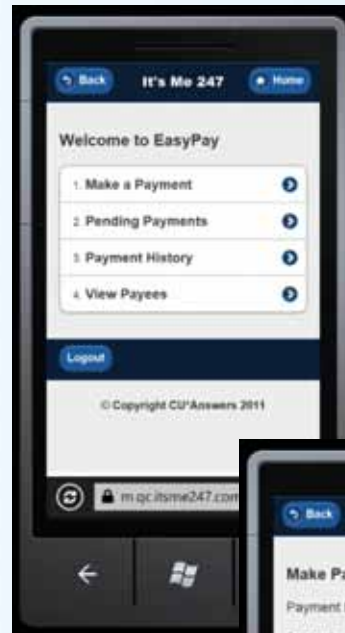 Back It's Me 247 Home
Welcome to EasyPay
1. Make a Payment
2. Pending Payments
3. Payment History
4. View Payees
Logout
© Copyright CU*Answers 2011
m.qc.itsme247.com
Back
Make Pa
Payment